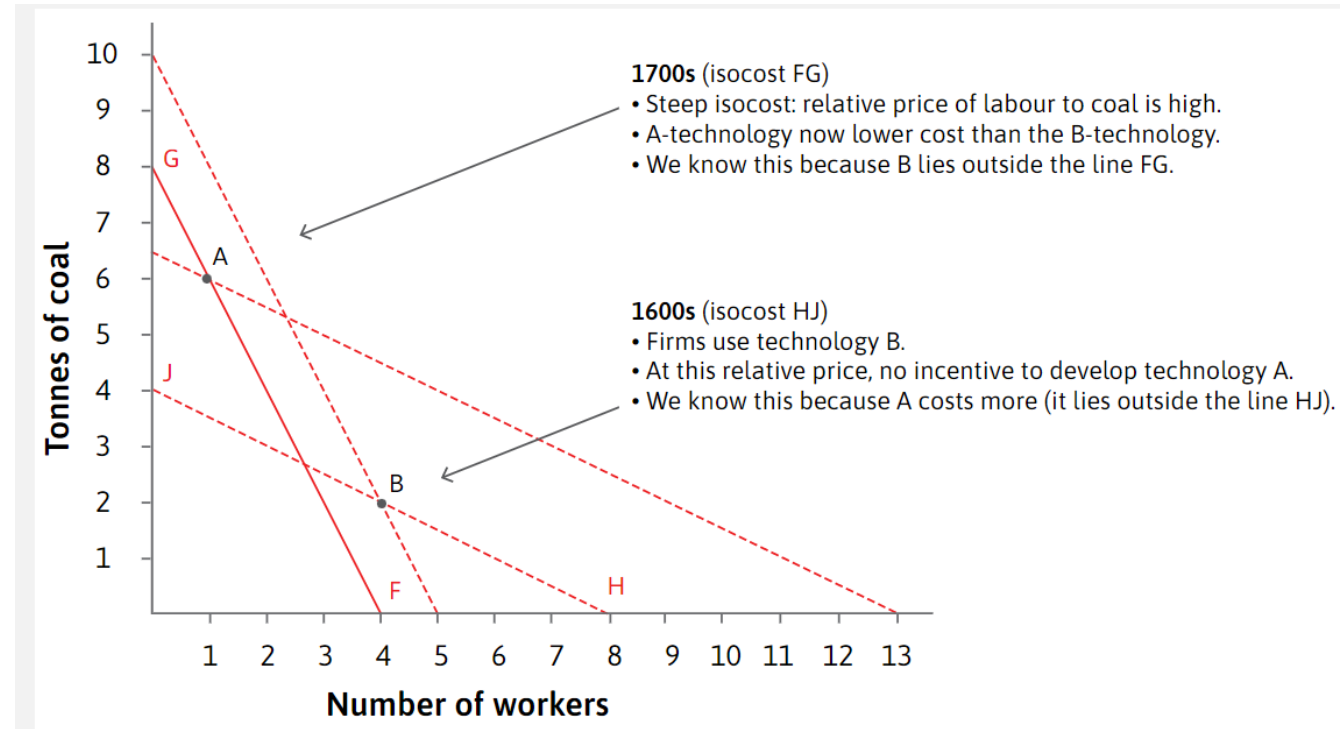 10
9
8
7
6
5
4
3
2
1
Tonnes of coal
G
A
J
B
F
H
1700s (isocost FG)
• Steep isocost: relative price of labour to coal is high.
• A-technology now lower cost than the B-technology.
• We know this because B lies outside the line FG.
1600s (isocost HJ)
• Firms use technology B.
• At this relative price, no incentive to develop technology A.
• We know this because A costs more (it lies outside the line HJ).
1 2 3 4 5 6 7 8 9 10 11 12 13
Number of workers